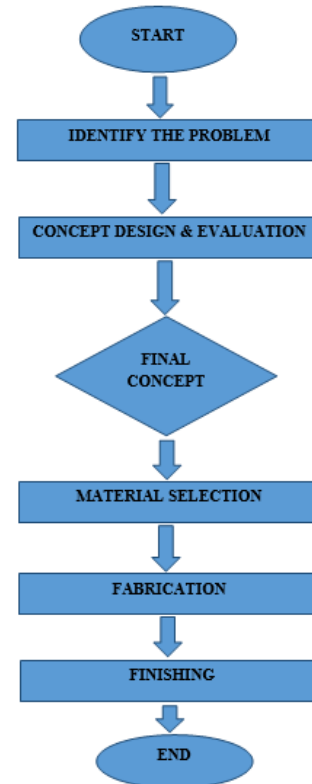 START
IDENTIFY THE PROBLEM
CONCEPT DESIGN & EVALUATION
FINAL
CONCEPT
MATERIAL SELECTION
FABRICATION
FINISHING
END